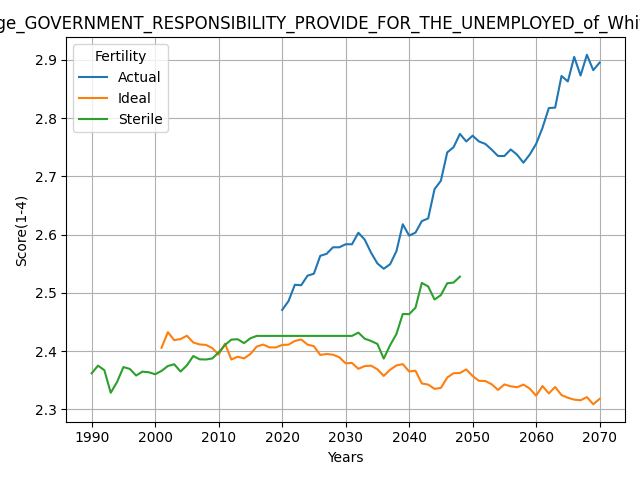 ge_GOVERNMENT_RESPONSIBILITY_PROVIDE_FOR_THE_UNEMPLOYED_of_Whi
Fertility
Actual
Ideal
Sterile
Score(1-4)
2.9
2.8
2.7
2.6
2.5
2.4
2.3
1990 2000 2010 2020 2030 2040 2050 2060 2070
Years